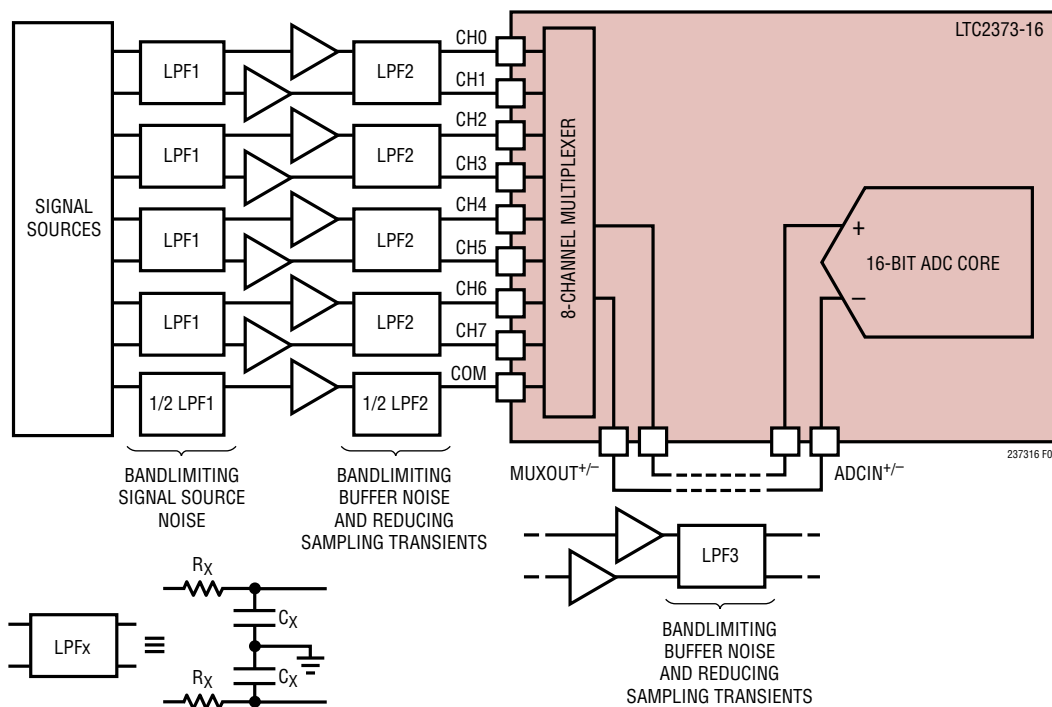 LTC2373-16
SIGNAL
SOURCES
LPF1
LPF2
CH0
CH1
LPF1
LPF2
CH2
CH3
LPF1
LPF2
CH4
CH5
LPF1
LPF2
CH6
CH7
1/2 LPF1
1/2 LPF2
COM
8-CHANNEL MULTIPLEXER
+
16-BIT ADC CORE
–
237316 F0
MUXOUT+/–
ADCIN+/–
BANDLIMITING
SIGNAL SOURCE
NOISE
BANDLIMITING
BUFFER NOISE
AND REDUCING
SAMPLING TRANSIENTS
LPF3
BANDLIMITING
BUFFER NOISE
AND REDUCING
SAMPLING TRANSIENTS
LPFx
≡
RX
CX
CX
RX